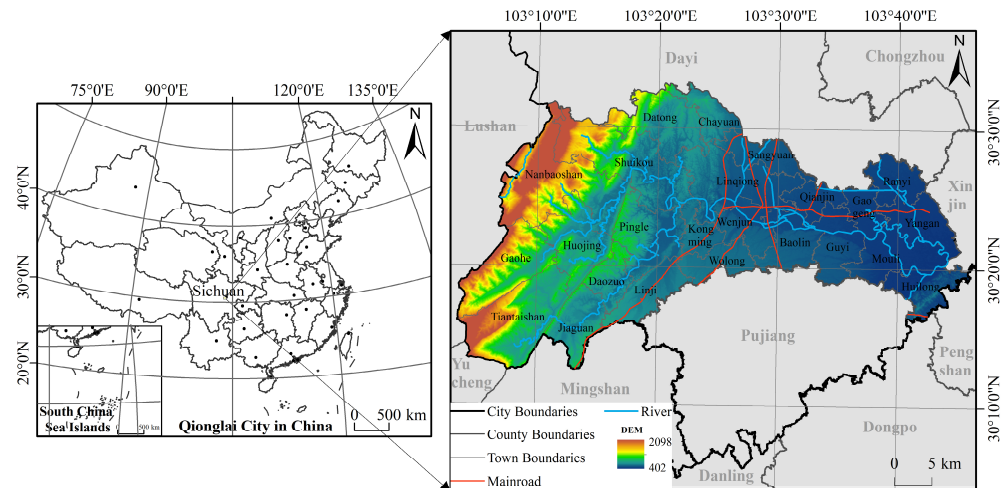 75°0'E
90°0'E
120°0'E
135°0'E
40°0'N
30°0'N
20°0'N
N
Sichuan
South China
Sea Islands
0 500 km
Qionglai City in China
0 500 km
103°10'0"E
103°20'0"E
103°30'0"E
103°40'0"E
N
Dayi
Chongzhou
Lushan
Xin
jin
Yu
cheng
Mingshan
Pujiang
Peng
shan
Dongpo
Danling
Datong
Chayuan
Shuikou
Sangyuan
Nanbaoshan
Linqiong
Qianjin
Ranyi
Gao
geng
Yangan
Pingle
Kong
ming
Wenjun
Huojing
Baolin
Guyi
Gaohe
Wolong
Mouli
Daozuo
Linji
Huilong
Tiantaishan
Jiaguan
City Boundaries
River
County Boundaries
DEM
2098
402
Town Boundarics
Mainroad
0 5 km
30°30'0"N
30°20'0"N
30°10'0"N